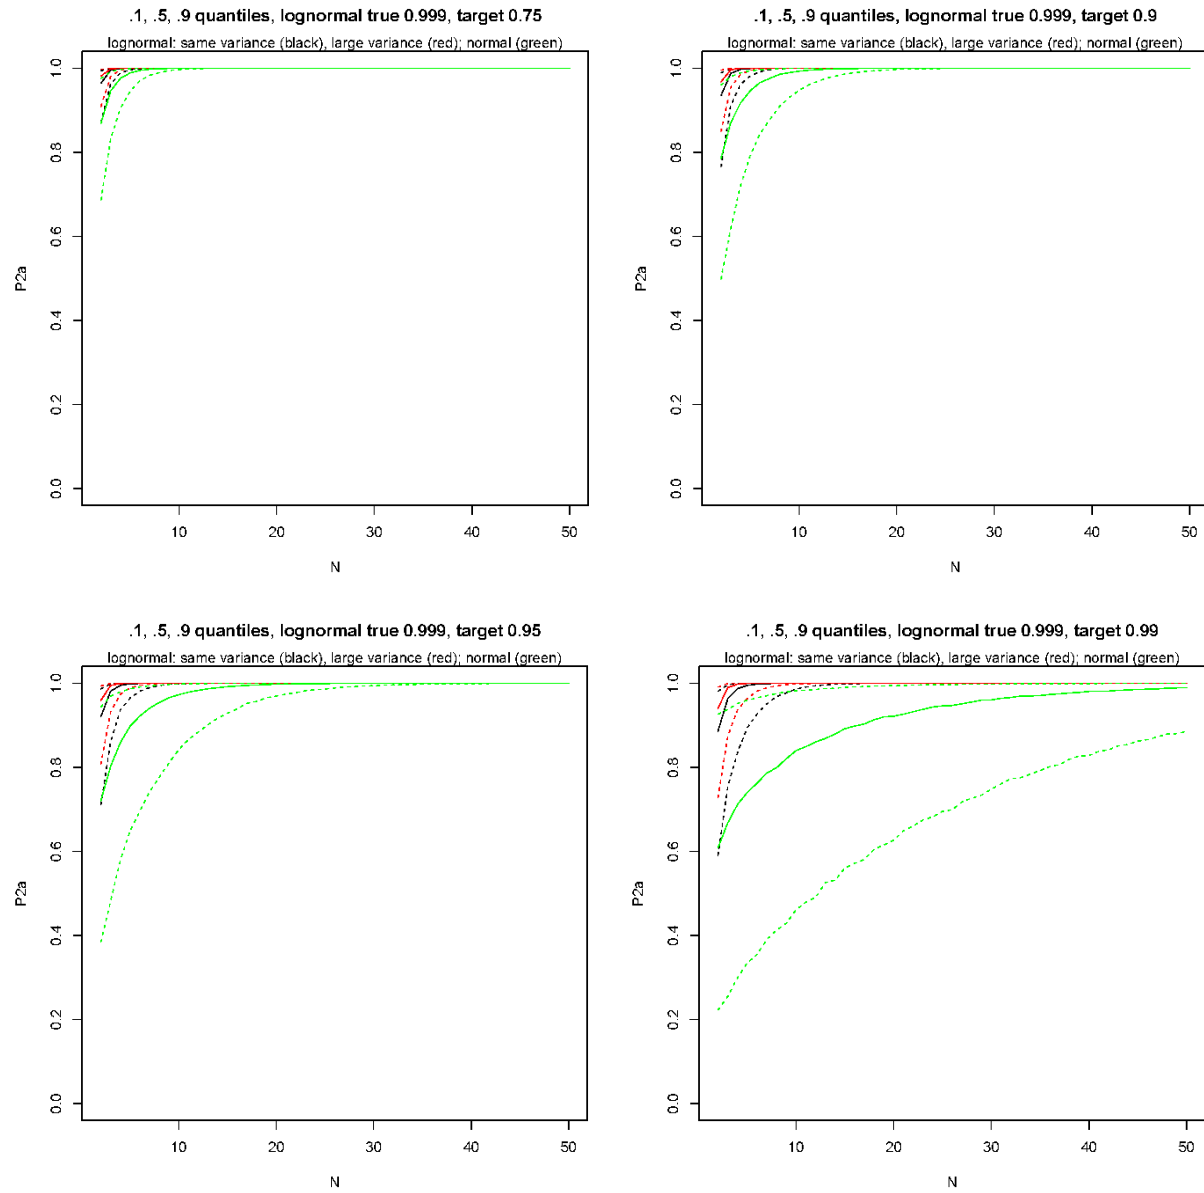 .1, .5, .9 quantiles, lognormal true 0.999, target 0.75
lognormal: same variance (black), large variance (red); normal (green)
1.0
0.8
0.6
0.4
0.2
0.0
P2a
10 20 30 40 50
N
.1, .5, .9 quantiles, lognormal true 0.999, target 0.9
lognormal: same variance (black), large variance (red); normal (green)
1.0
0.8
0.6
0.4
0.2
0.0
P2a
10 20 30 40 50
N
.1, .5, .9 quantiles, lognormal true 0.999, target 0.95
lognormal: same variance (black), large variance (red); normal (green)
1.0
0.8
0.6
0.4
0.2
0.0
P2a
10 20 30 40 50
N
.1, .5, .9 quantiles, lognormal true 0.999, target 0.99
lognormal: same variance (black), large variance (red); normal (green)
1.0
0.8
0.6
0.4
0.2
0.0
P2a
10 20 30 40 50
N